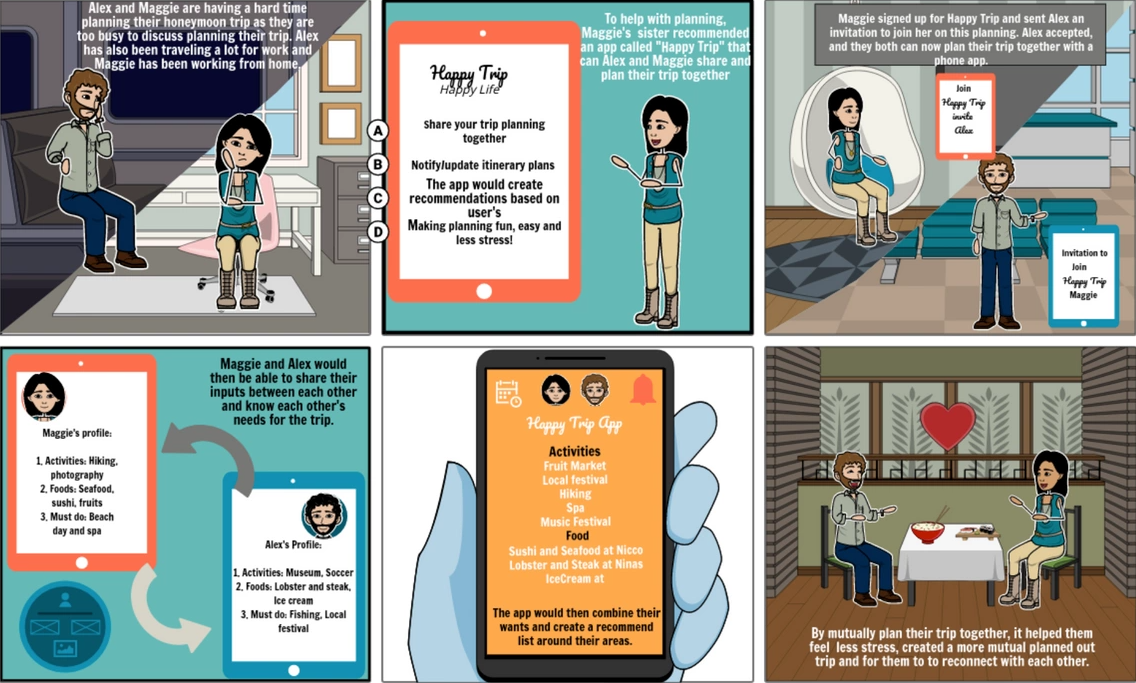 Alex and Maggie are having a hard time
planning their honeymoon trip as they are
too busy to discuss planning their trip. Alex
has also been traveling a lot for work and
Maggie has been working from home.
Happy Trip
Happy Life
A
share your trip planning
together
B
Notify/update itinerary plans
C
The app would create
recommendations based on
user's
D
Making planning fun, easy and
less stress!
To help with planning,
Maggie's sister recommended
an app called "Happy Trip" that
can Alex and Maggie share and
plan their trip together
Maggie signed up for Happy Trip and sent Alex an
invitation to join her on this planning. Alex accepted,
and they both can now plan their trip together with a
phone app.
Join
Happy Trip
invite
Alex
Invitation to
Join
Happy Trip
Maggie
Maggie and Alex would
then be able to share their
inputs between each other
and know each other's
needs for the trip.
Maggie's profile:
1. Activities: Hiking,
photography
2. Foods: Seafood,
sushi, fruits
3. Must do: Beach
day and spa
Alex's Profile:
1. Activities: Museum, Soccer
2. Foods: Lobster and steak,
Ice cream
3. Must do: Fishing, Local
festival
Happy Trip App
Activities
Fruit Market
Local festival
Hiking
Spa
Music Festival
Food
Sushi and Seafood at Nicco
Lobster and Steak at Ninas
IceCream at
The app would then combine their
wants and create a recommend
list around their areas.
By mutually plan their trip together, it helped them
feel less stress, created a more mutual planned out
trip and for them to to reconnect with each other.